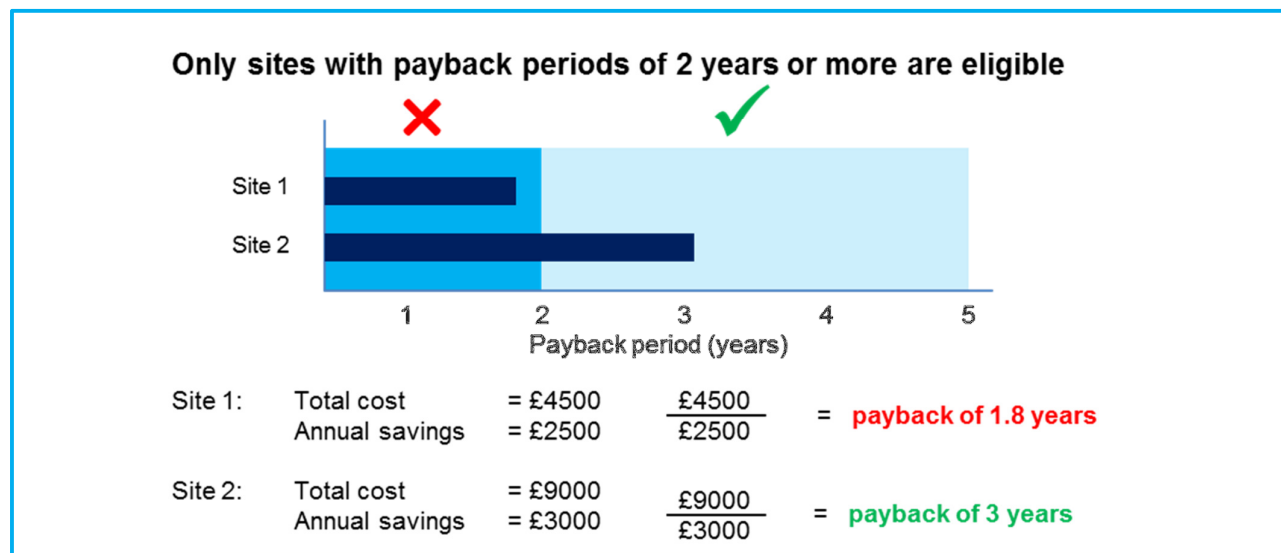 Only sites with payback periods of 2 years or more are eligible
Site 1
Site 2
1 2 3 4 5
Payback period (years)
Site 1: Total cost = £4500 £4500 = payback of 1.8 years
Annual savings = £2500 £2500
Site 2: Total cost = £9000 £9000 = payback of 3 years
Annual savings = £3000 £3000